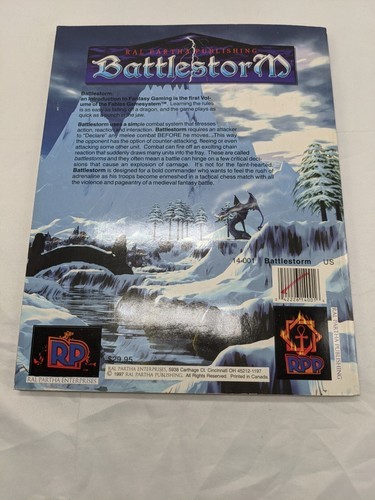 RAL PARTHA PUBLISHING
BattlestorM
Battlestorm:
an introduction to Fantasy Gaming is the first Vol-
ume of the Fables Gamesystem™. Learning the rules
is as easy as falling off a dragon, and the game plays as
quick as a punch in the jaw.
Battlestorm uses a simple combat system that stresses
action, reaction and interaction. Battlestorm requires an attacker
to "Declare" any melee combat BEFORE he moves...This way
the opponent has the option of counter-attacking, fleeing or even
attacking some other unit. Combat can fire off an exciting chain
reaction that suddenly draws many units into the fray. These are called
battlestorms and they often mean a battle can hinge on a few critical deci-
sions that cause an explosion of carnage. It's not for the faint-hearted.
Battlestorm is designed for a bold commander who wants to feel the rush of
adrenaline as his troops become enmeshed in a tactical chess match with all
the violence and pageantry of a medieval fantasy battle.
14-001 Battlestorm US
RP
RAL PARTHA ENTERPRISES
$29.95
RAL PARTHA ENTERPRISES, 5938 Carthage Ct, Cincinnati OH 45212-1197
© 1997 RAL PARTHA PUBLISHING. All Rights Reserved. Printed in Canada.
RPP
RAL PARTHA PUBLISHING